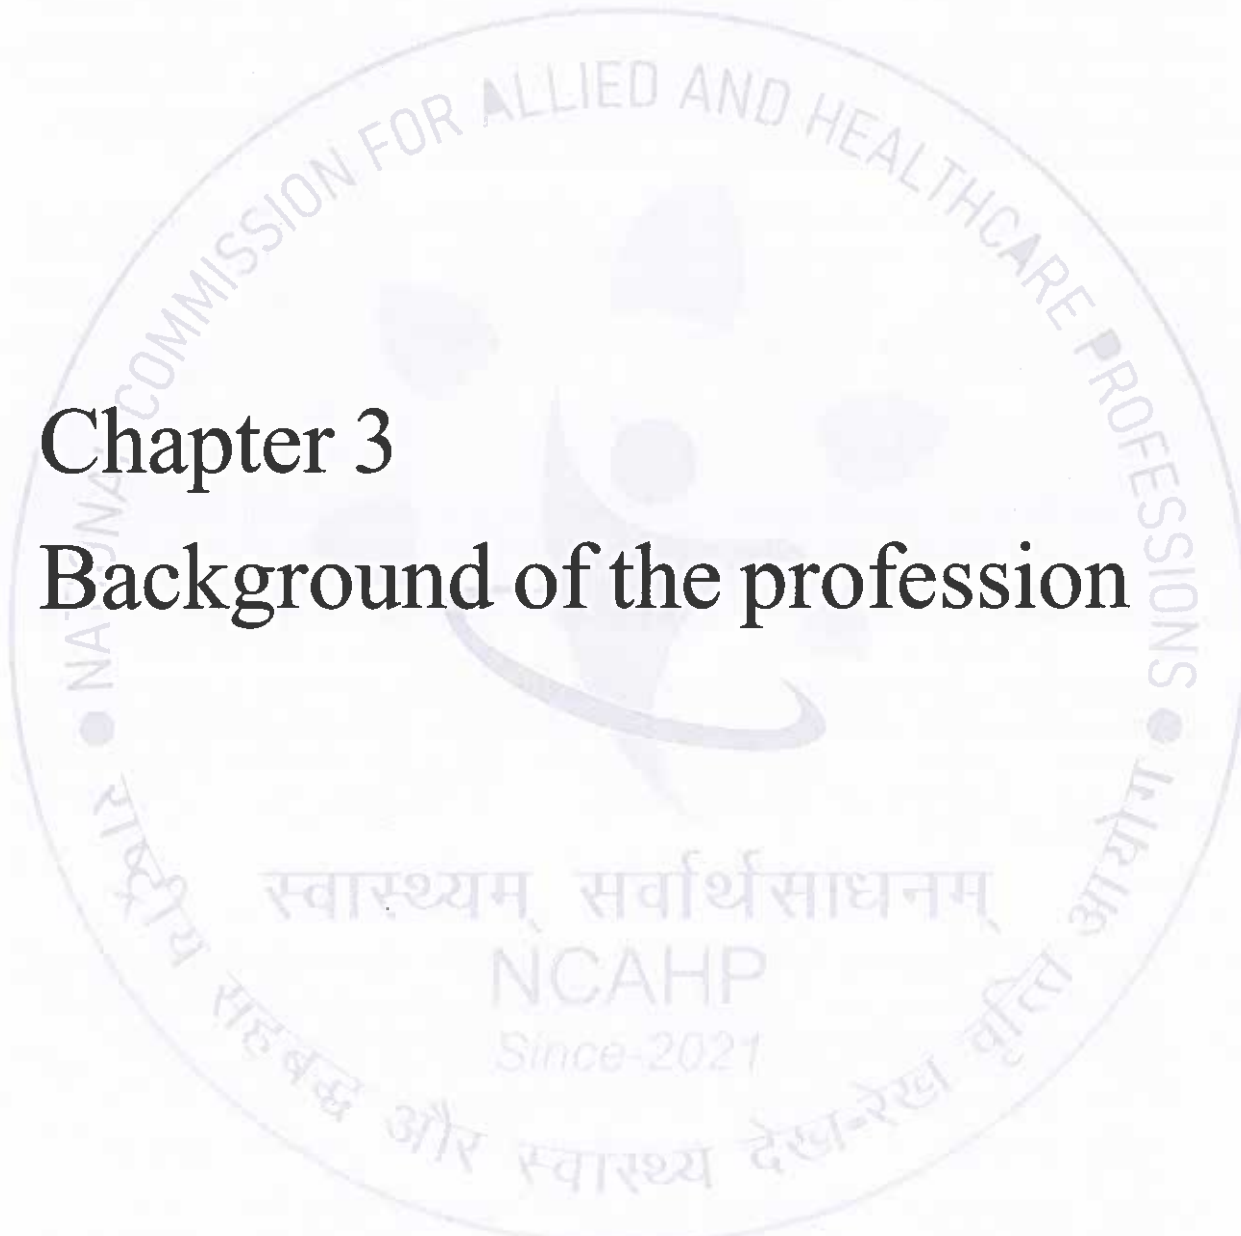 Chapter 3
Background of the profession
NATIONAL COMMISSION FOR ALLIED AND HEALTHCARE PROFESSIONS
स्वास्थ्यम् सर्वार्थसाधनम्
NCAHP
Since-2021
राष्ट्रीय सहबद्ध और स्वास्थ्य देख-रेख वृत्ति आयोग